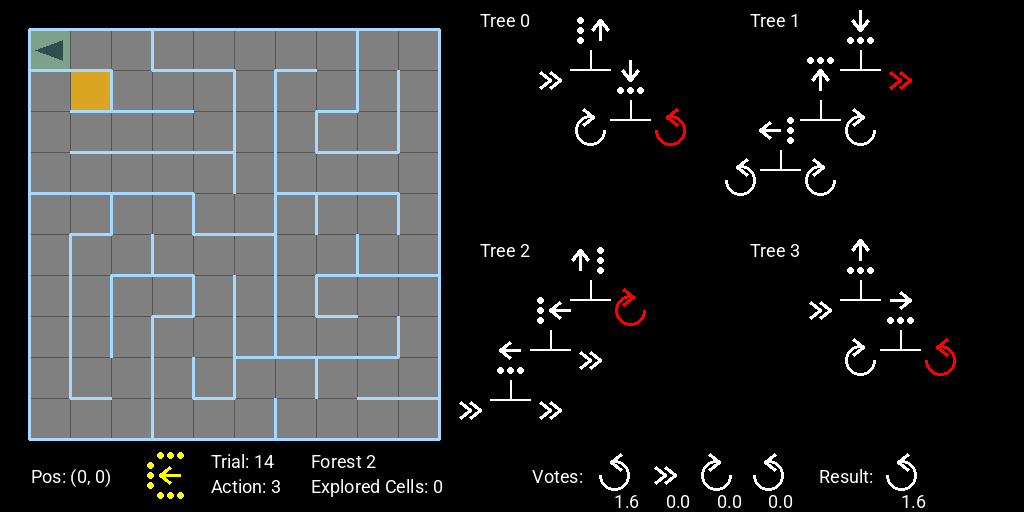 Tree 0
Tree 1
Tree 2
Tree 3
Pos: (0, 0)
Trial: 14
Forest 2
Action: 3
Explored Cells: 0
Votes:
1.6
0.0
0.0
0.0
Result:
1.6